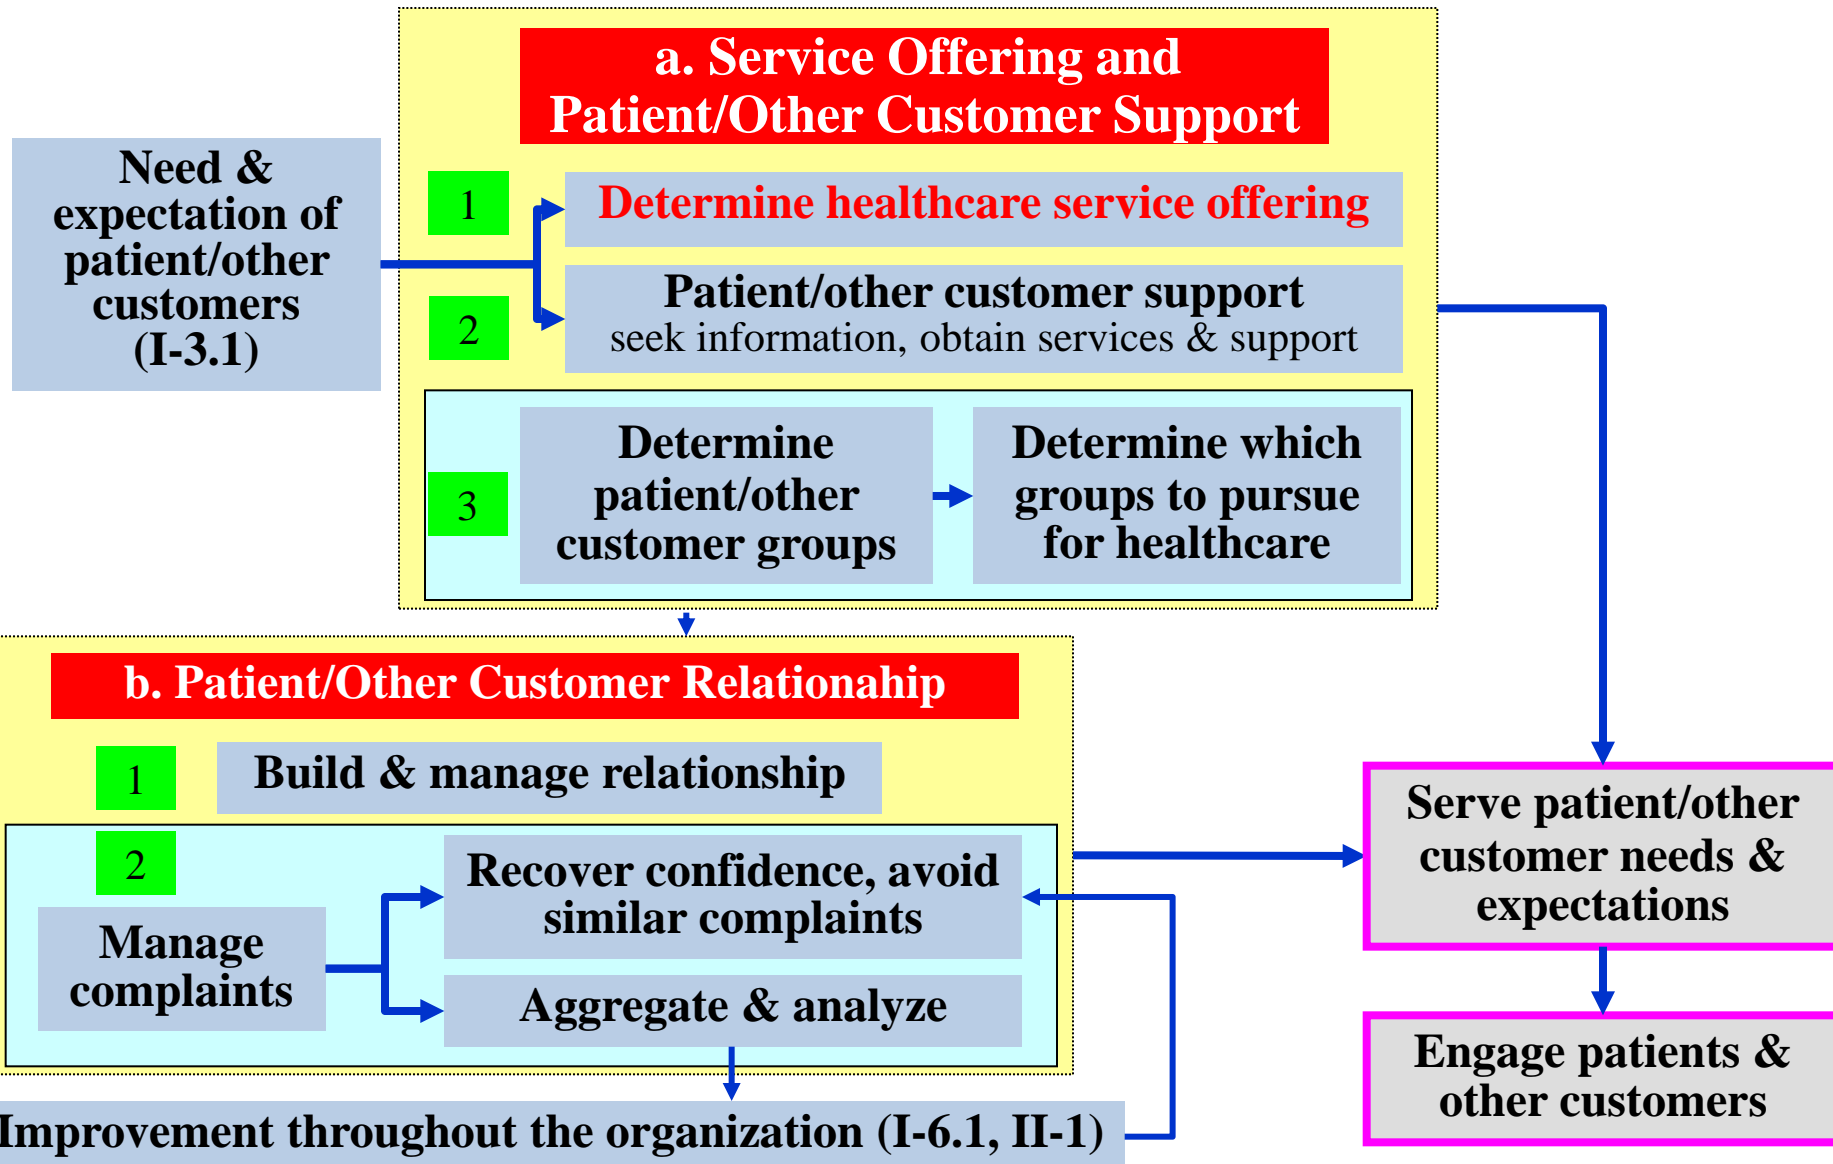 a. Service Offering and
Patient/Other Customer Support
Need &
expectation of
patient/other
customers
(I-3.1)
1
Determine healthcare service offering
2
Patient/other customer support
seek information, obtain services & support
3
Determine
patient/other
customer groups
Determine which
groups to pursue
for healthcare
b. Patient/Other Customer Relationahip
1
Build & manage relationship
2
Manage
complaints
Recover confidence, avoid
similar complaints
Aggregate & analyze
Improvement throughout the organization (I-6.1, II-1)
Serve patient/other
customer needs &
expectations
Engage patients &
other customers